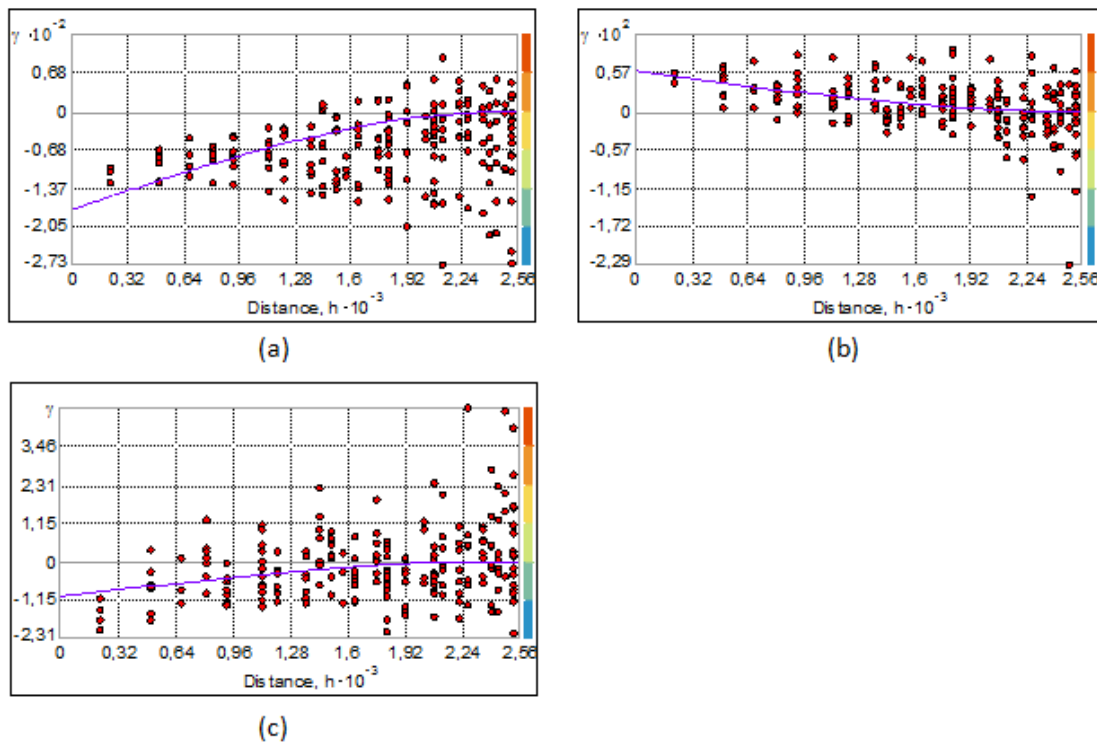 γ · 10⁻²
0,68
0
-0,68
-1,37
-2,05
-2,73
0 0,32 0,64 0,96 1,28 1,6 1,92 2,24 2,56
Distance, h · 10⁻³
(a)
γ · 10²
0,57
0
-0,57
-1,15
-1,72
-2,29
0 0,32 0,64 0,96 1,28 1,6 1,92 2,24 2,56
Distance, h · 10⁻³
(b)
γ
3,46
2,31
1,15
0
-1,15
-2,31
0 0,32 0,64 0,96 1,28 1,6 1,92 2,24 2,56
Distance, h · 10⁻³
(c)